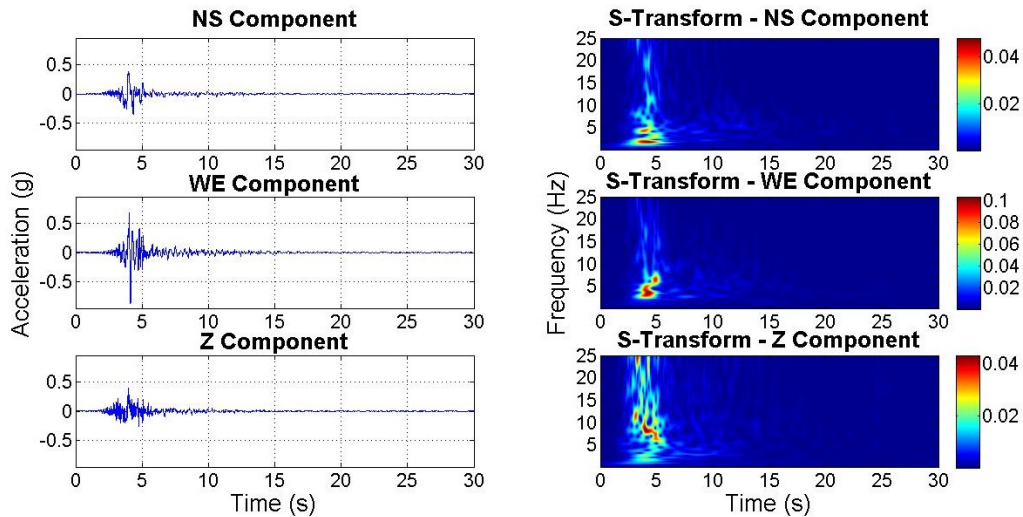 NS Component
0.5
0
-0.5
0 5 10 15 20 25 30
WE Component
0.5
0
-0.5
0 5 10 15 20 25 30
Z Component
0.5
0
-0.5
0 5 10 15 20 25 30
Acceleration (g)
Time (s)
S-Transform - NS Component
25
20
15
10
5
0 5 10 15 20 25 30
0.04
0.02
S-Transform - WE Component
25
20
15
10
5
0 5 10 15 20 25 30
0.1
0.08
0.06
0.04
0.02
S-Transform - Z Component
25
20
15
10
5
0 5 10 15 20 25 30
0.04
0.02
Frequency (Hz)
Time (s)